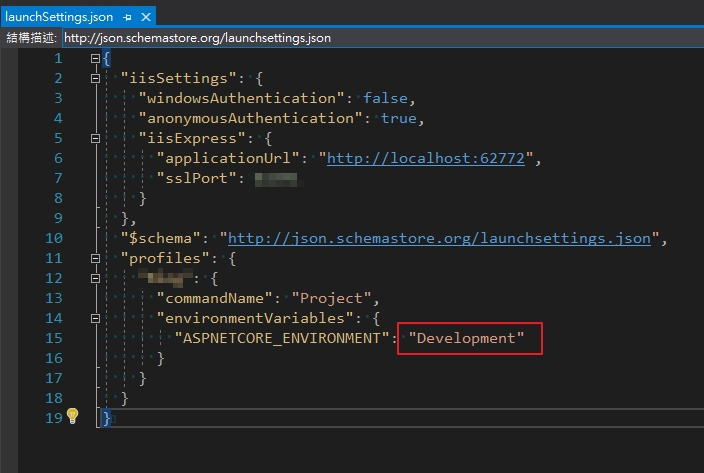 launchSettings.json
結構描述: http://json.schemastore.org/launchsettings.json
1 {
2 "iisSettings": {
3 "windowsAuthentication": false,
4 "anonymousAuthentication": true,
5 "iisExpress": {
6 "applicationUrl": "http://localhost:62772",
7 "sslPort":
8 }
9 },
10 "$schema": "http://json.schemastore.org/launchsettings.json",
11 "profiles": {
12 : {
13 "commandName": "Project",
14 "environmentVariables": {
15 "ASPNETCORE_ENVIRONMENT": "Development"
16 }
17 }
18 }
19 }